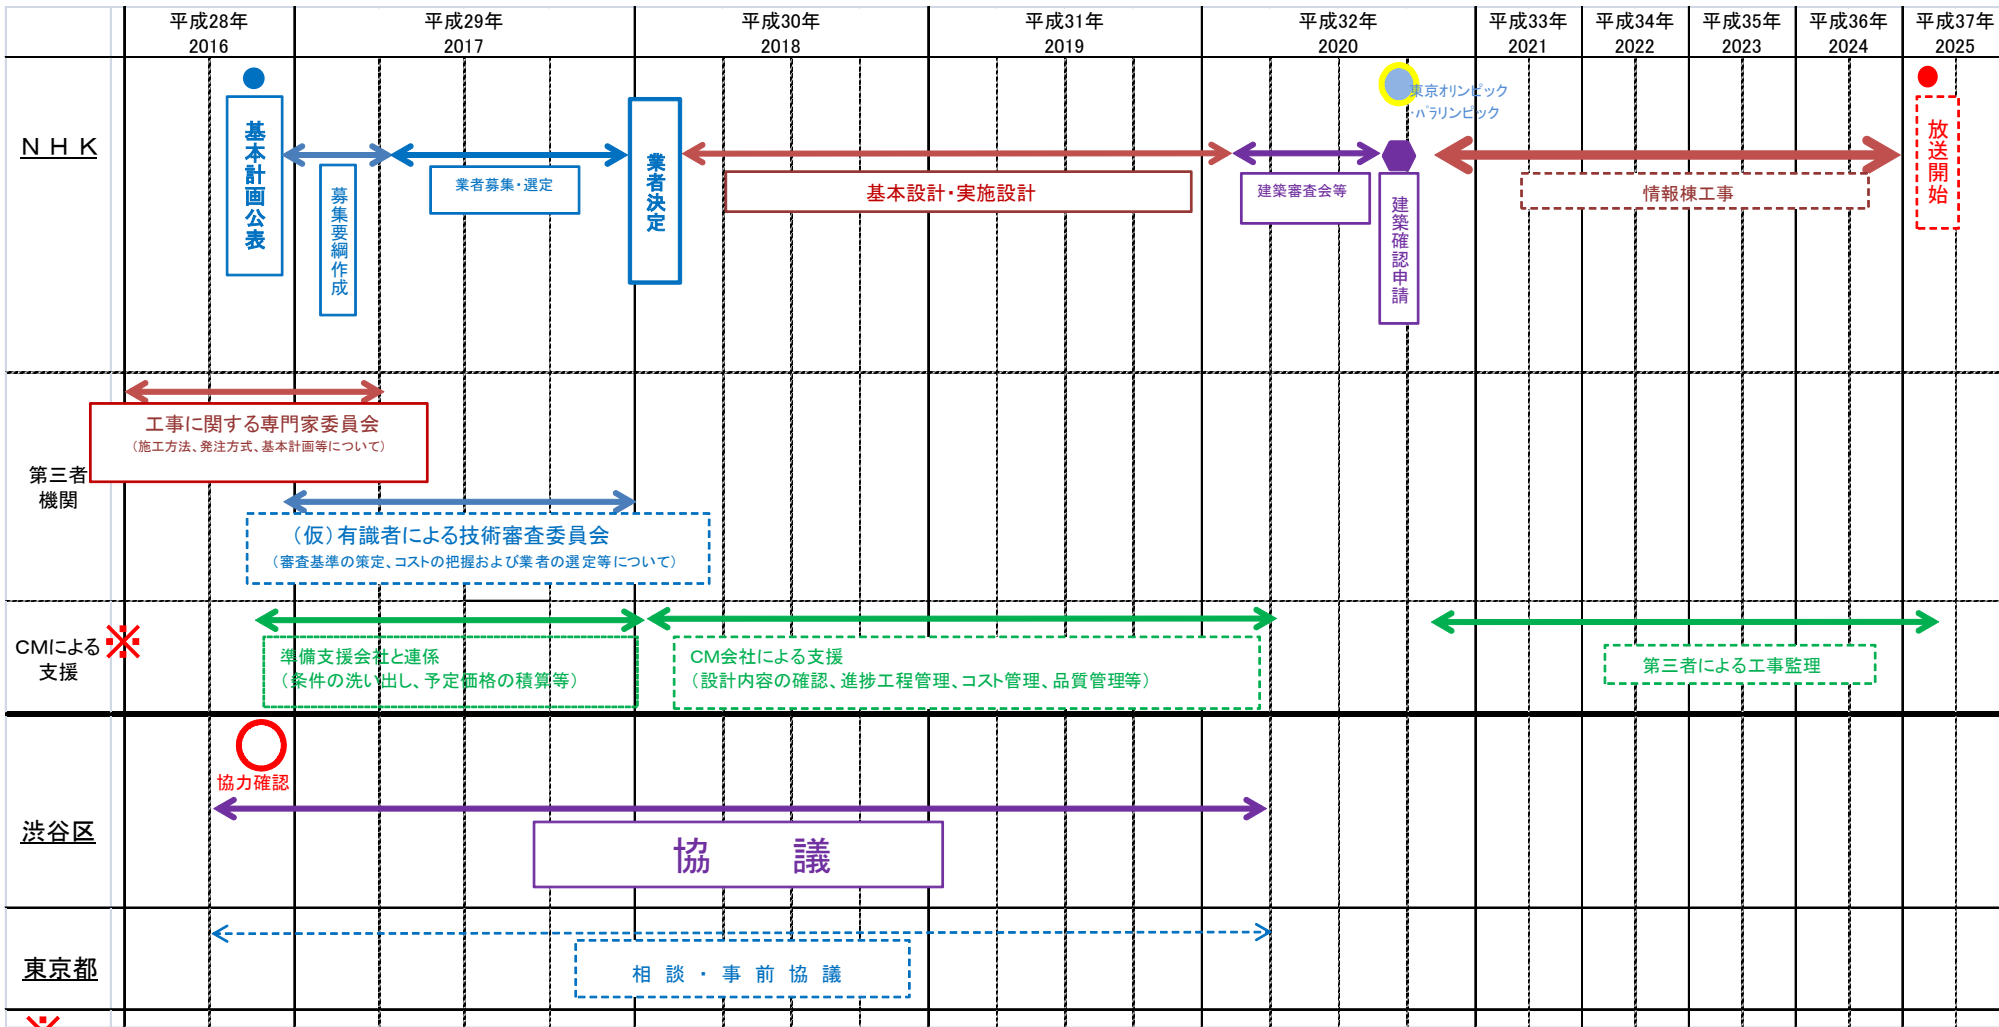 平成28年
2016
平成29年
2017
平成30年
2018
平成31年
2019
平成32年
2020
平成33年
2021
平成34年
2022
平成35年
2023
平成36年
2024
平成37年
2025
ＮＨＫ
基本計画公表
募集要綱作成
業者募集・選定
業者決定
基本設計・実施設計
建築審査会等
東京オリンピック
・パラリンピック
建築確認申請
情報棟工事
放送開始
第三者
機関
工事に関する専門家委員会
（施工方法、発注方式、基本計画等について）
（仮）有識者による技術審査委員会
（審査基準の策定、コストの把握および業者の選定等について）
CMによる
支援
※
準備支援会社と連係
（条件の洗い出し、予定価格の積算等）
CM会社による支援
（設計内容の確認、進捗工程管理、コスト管理、品質管理等）
第三者による工事監理
渋谷区
協力確認
協　議
東京都
相談・事前協議
※